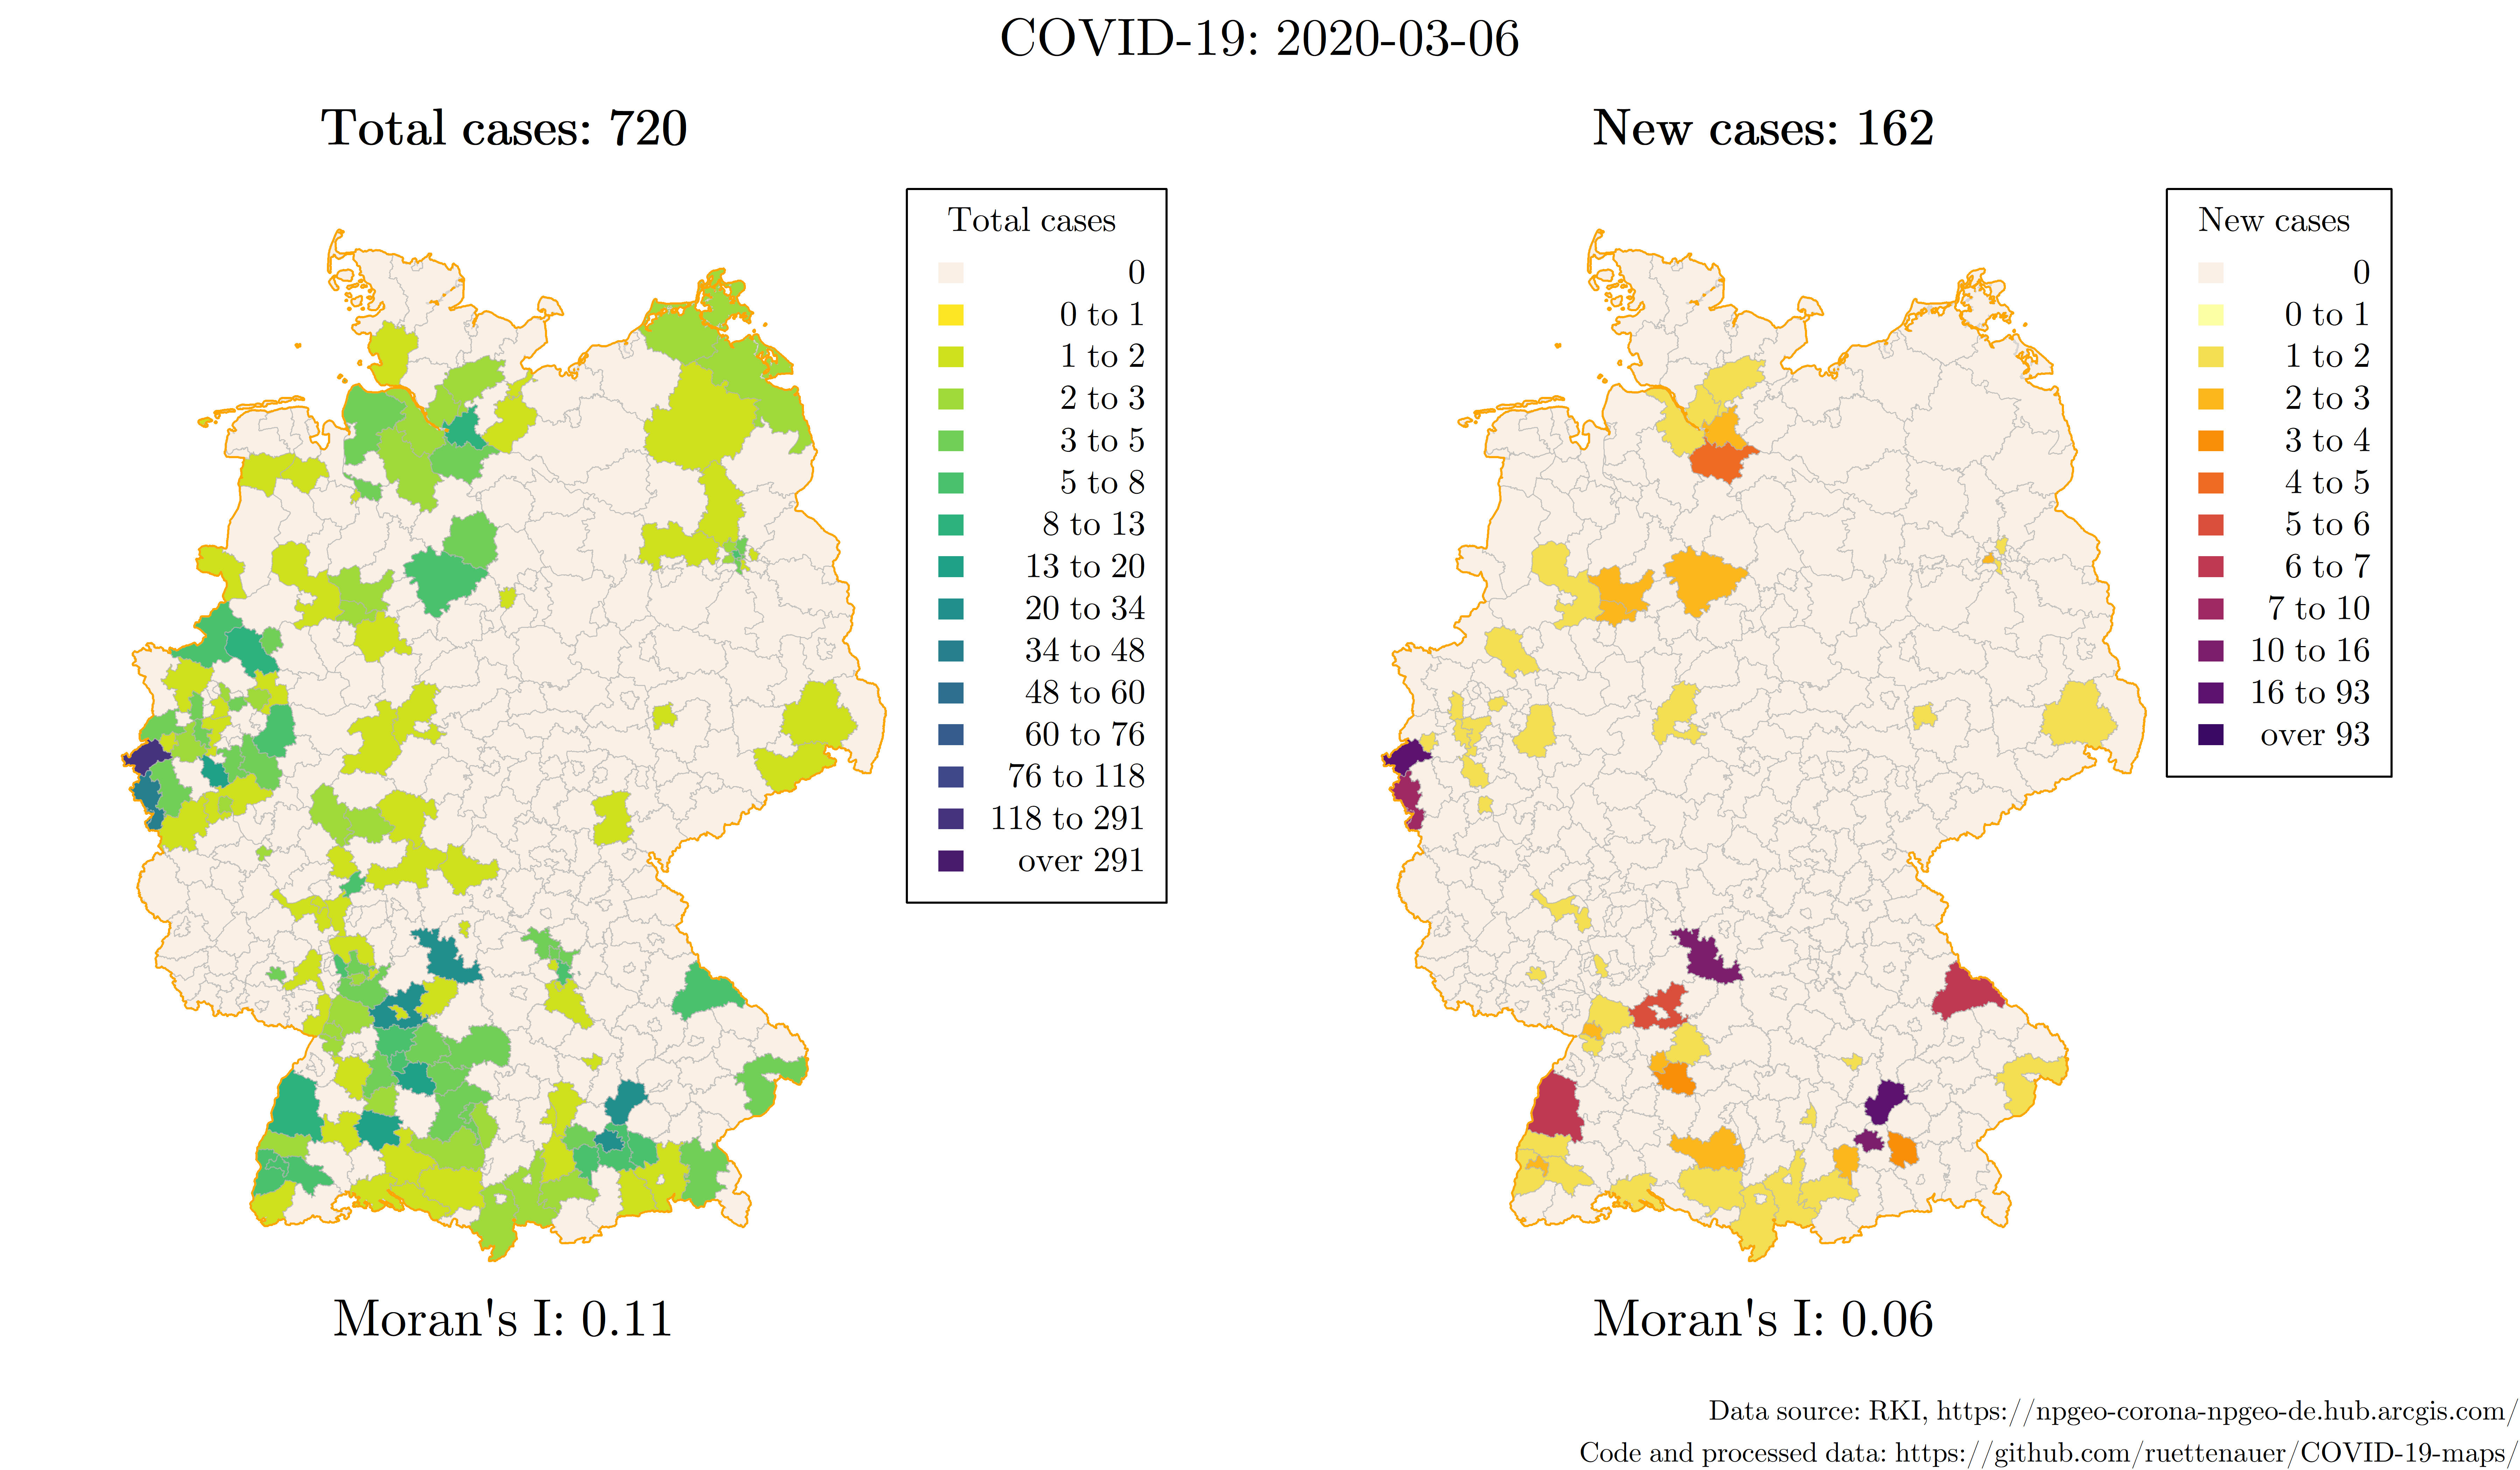 COVID-19: 2020-03-06
Total cases: 720
Total cases
0
0 to 1
1 to 2
2 to 3
3 to 5
5 to 8
8 to 13
13 to 20
20 to 34
34 to 48
48 to 60
60 to 76
76 to 118
118 to 291
over 291
Moran's I: 0.11
New cases: 162
New cases
0
0 to 1
1 to 2
2 to 3
3 to 4
4 to 5
5 to 6
6 to 7
7 to 10
10 to 16
16 to 93
over 93
Moran's I: 0.06
Data source: RKI, https://npgeo-corona-npgeo-de.hub.arcgis.com/
Code and processed data: https://github.com/ruettenauer/COVID-19-maps/